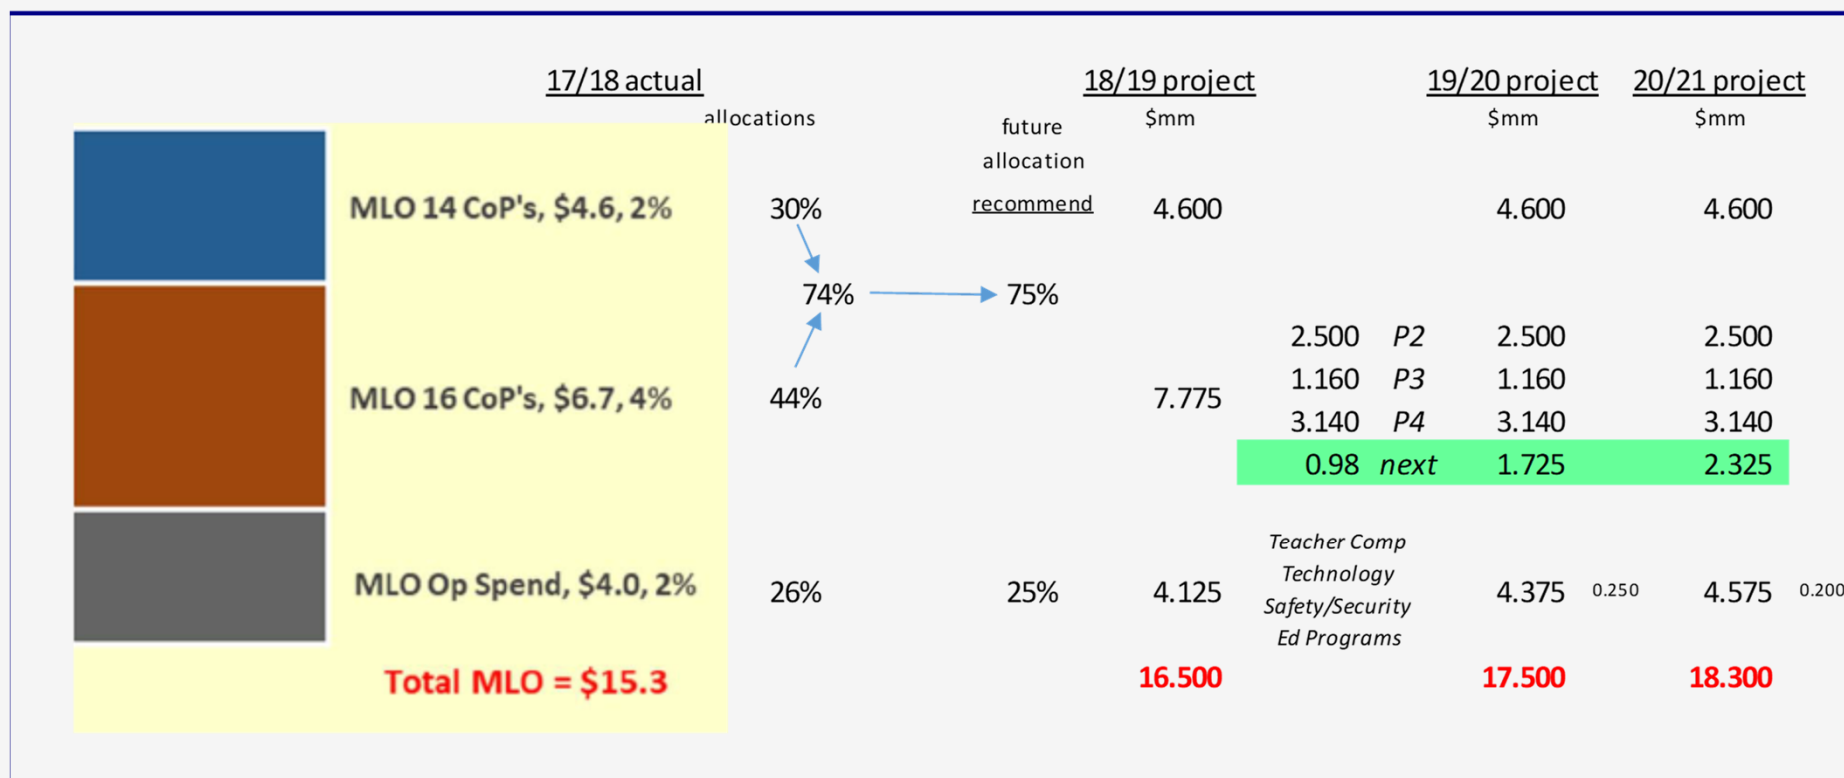 17/18 actual 18/19 project 19/20 project 20/21 project
allocations future $mm $mm $mm
allocation
MLO 14 CoP's, $4.6, 2% 30% recommend 4.600 4.600 4.600
74% 75%
2.500 P2 2.500 2.500
1.160 P3 1.160 1.160
MLO 16 CoP's, $6.7, 4% 44% 7.775
3.140 P4 3.140 3.140
0.98 next 1.725 2.325
Teacher Comp
Technology
MLO Op Spend, $4.0, 2% 26% 25% 4.125 4.375 0.250 4.575 0.200
Safety/Security
Ed Programs
Total MLO = $15.3 16.500 17.500 18.300